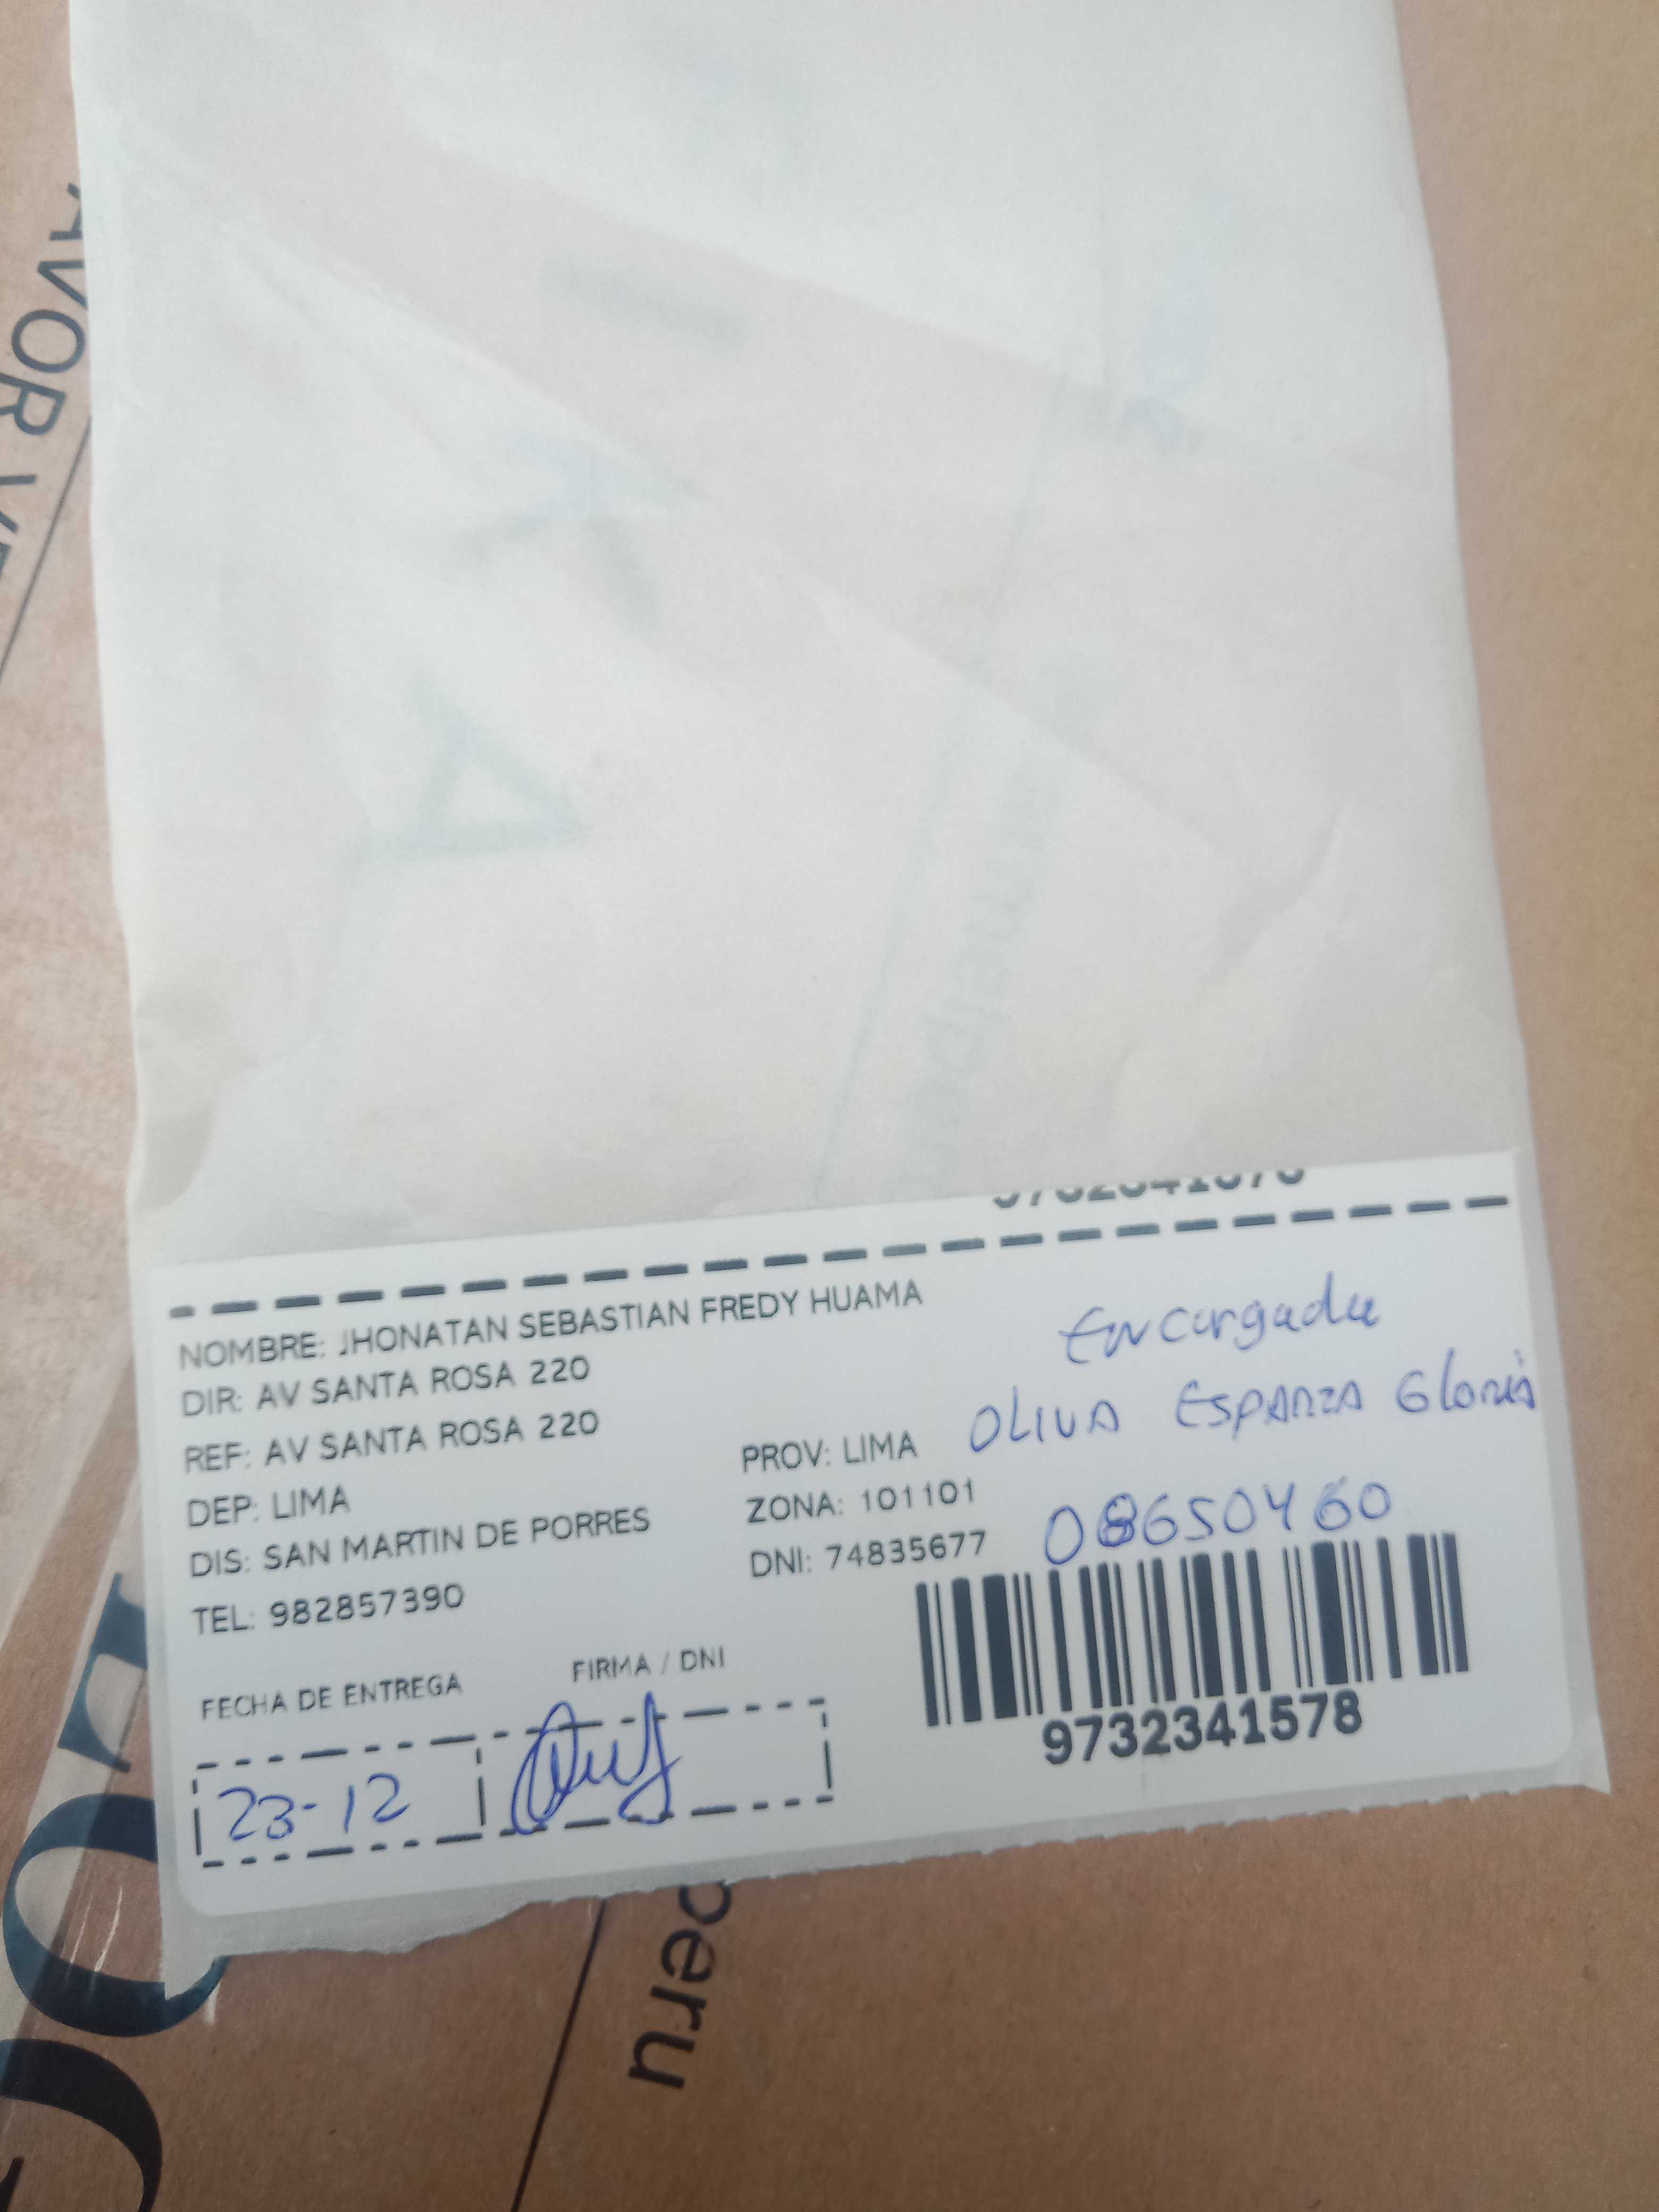 AVOR
NOMBRE: JHONATAN SEBASTIAN FREDY HUAMA
DIR: AV SANTA ROSA 220
REF: AV SANTA ROSA 220
DEP: LIMA
PROV: LIMA
DIS: SAN MARTIN DE PORRES
ZONA: 101101
TEL: 982857390
DNI: 74835677
Encargada
OLIVA ESPANZA Gloria
08650460
FECHA DE ENTREGA
FIRMA / DNI
23-12
9732341578
peru